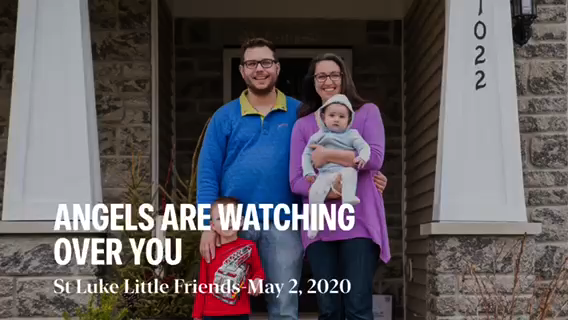 1022
ANGELS ARE WATCHING
OVER YOU
St Luke Little Friends-May 2, 2020